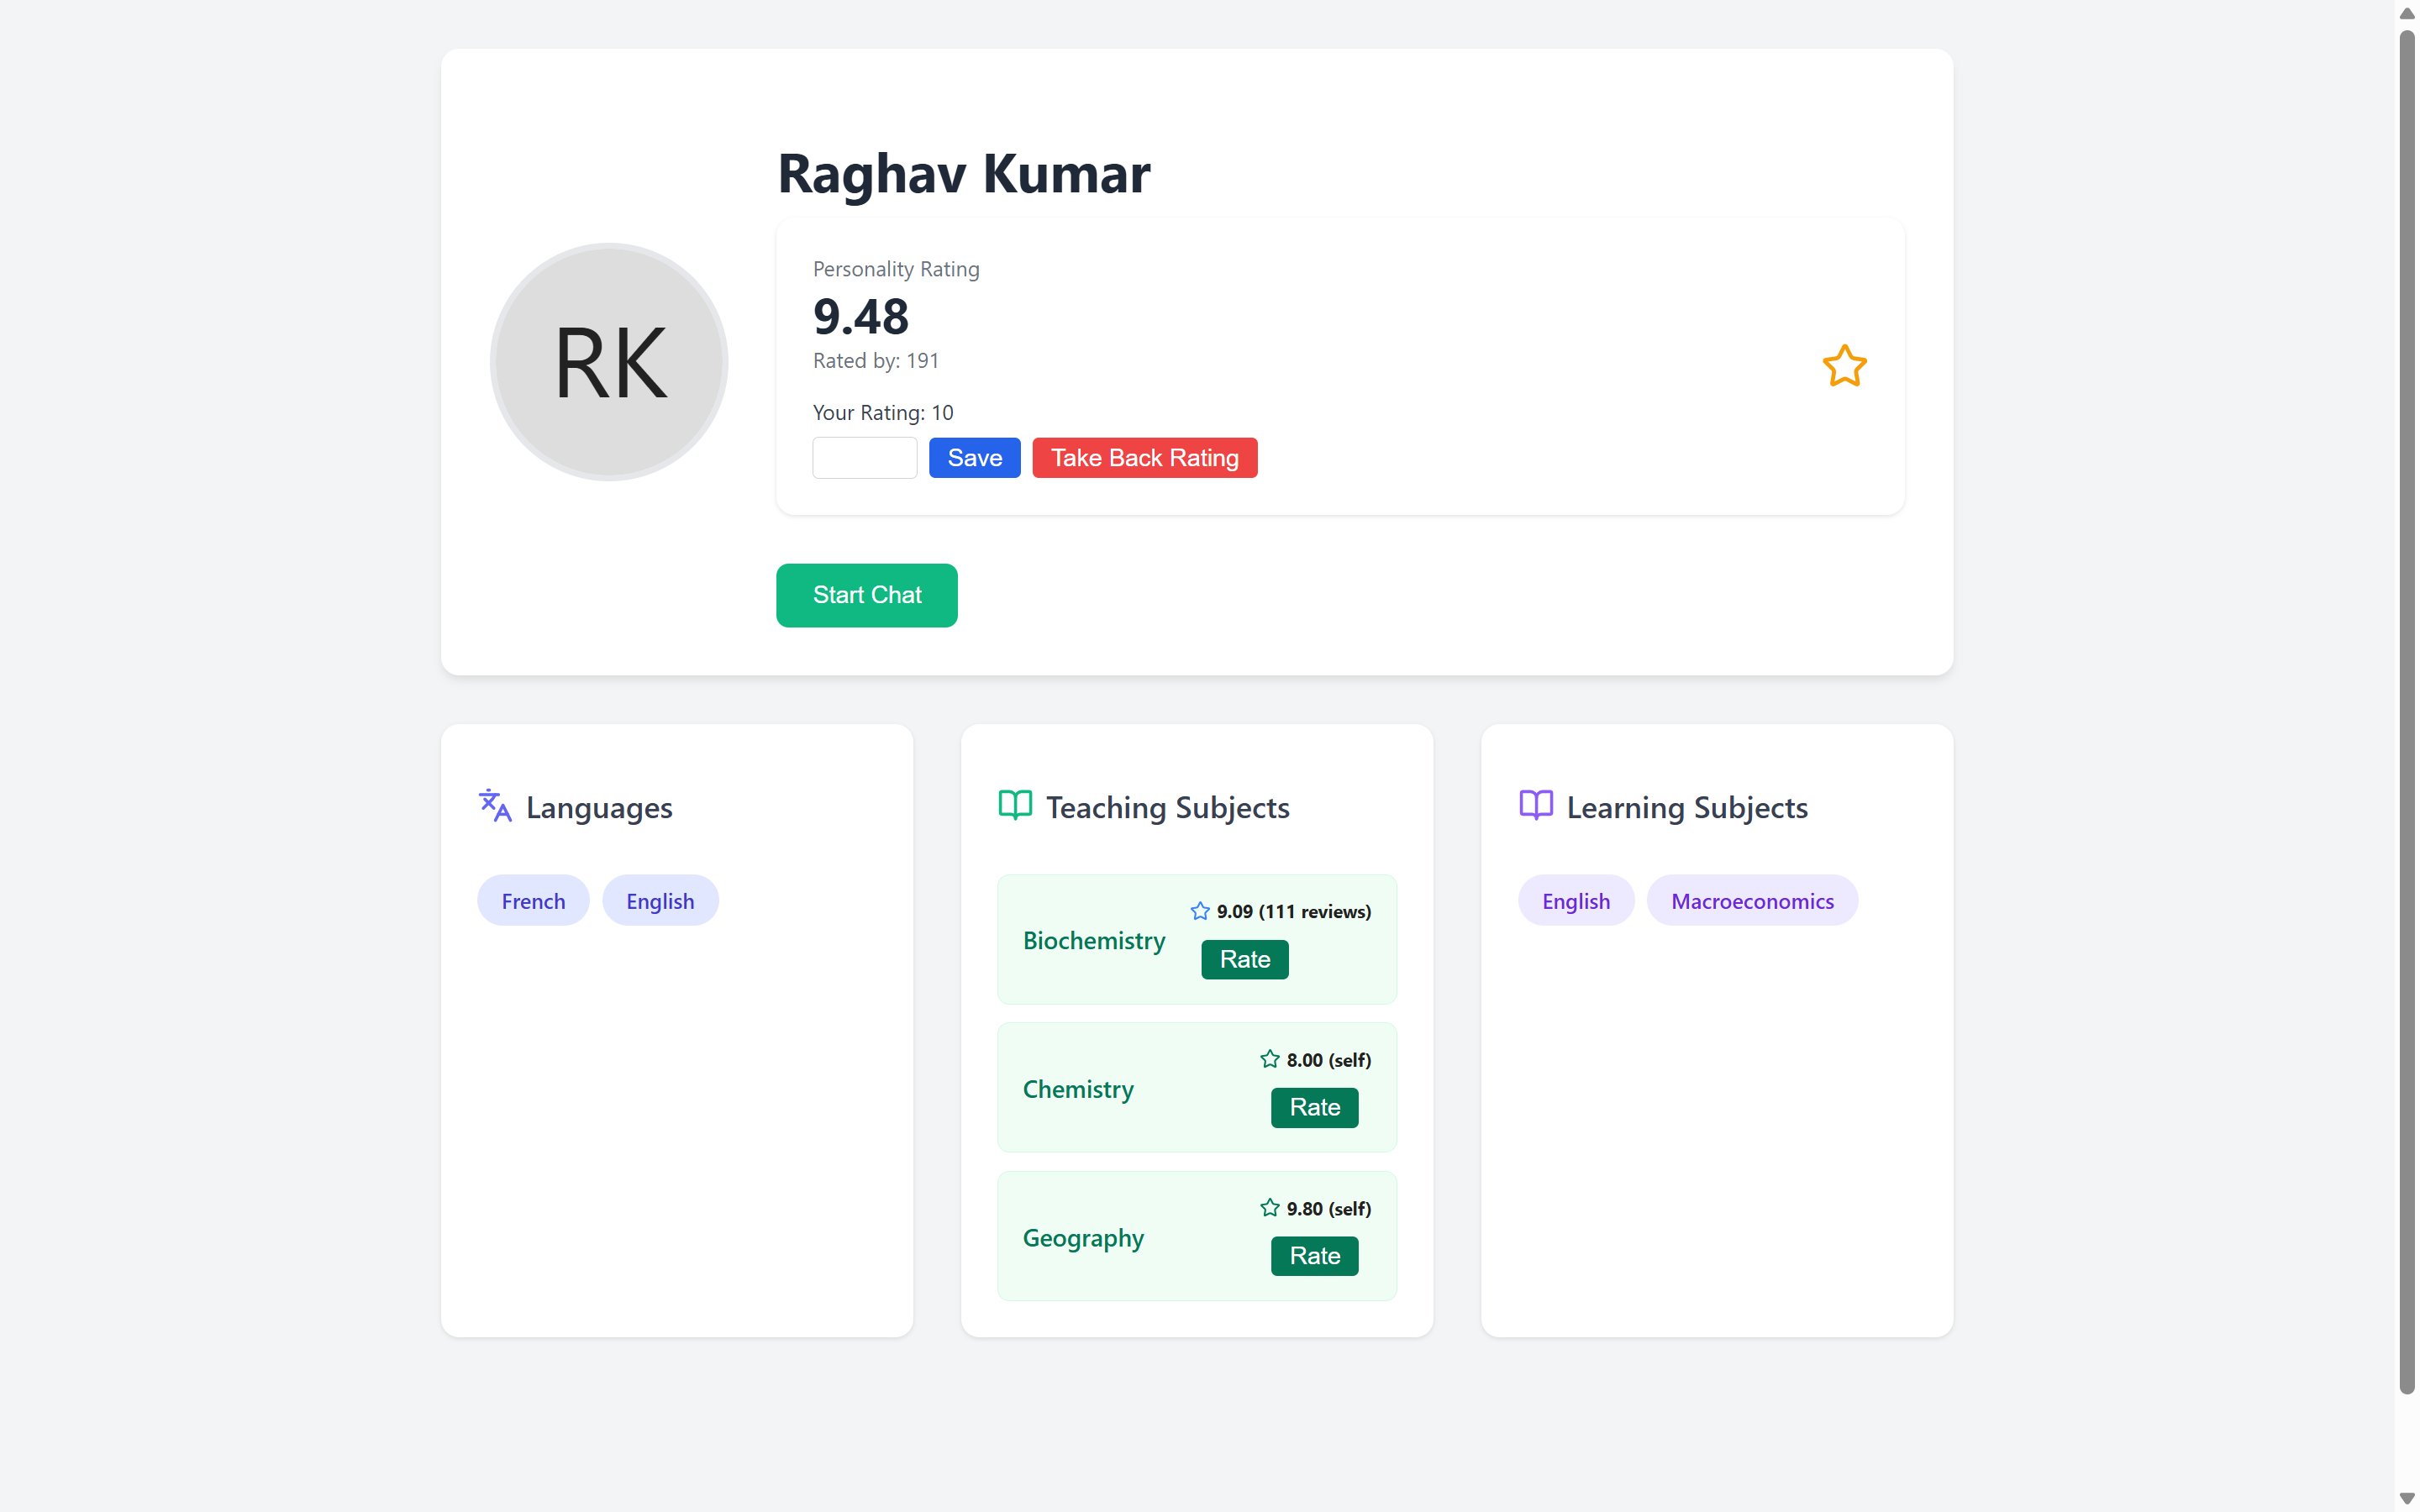 Raghav Kumar
RK
Personality Rating
9.48
Rated by: 191
Your Rating: 10
Save Take Back Rating
Start Chat
Languages
French English
Teaching Subjects
Biochemistry
9.09 (111 reviews)
Rate
Chemistry
8.00 (self)
Rate
Geography
9.80 (self)
Rate
Learning Subjects
English Macroeconomics